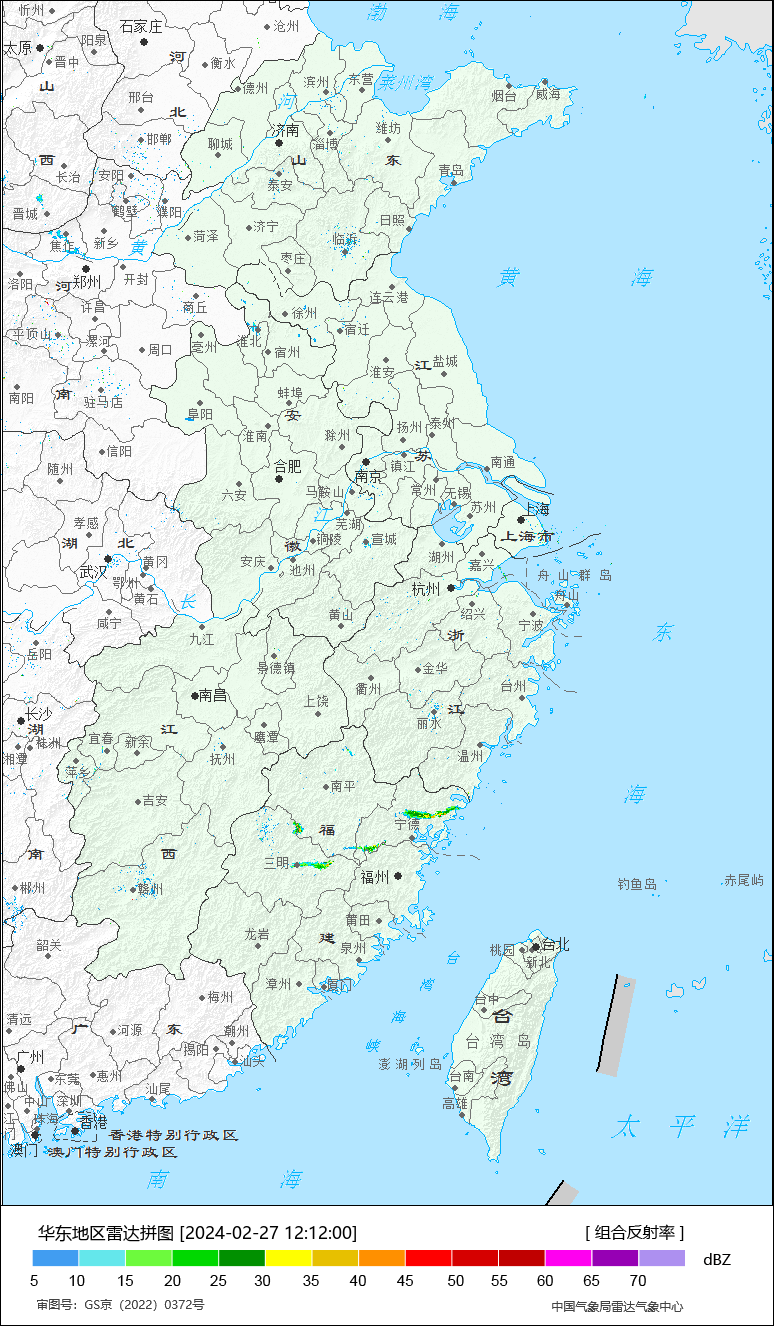 忻州
石家庄
沧州
渤 海
太原
阳泉
河
衡水
晋中
山
德州
滨州
东营
莱州湾
烟台
威海
邢台
河
北
济南
淄博
潍坊
邯郸
聊城
山
东
西
长治
安阳
泰安
青岛
晋城
鹤壁
濮阳
济宁
日照
焦作
新乡
黄
菏泽
临沂
枣庄
黄 海
洛阳
河
郑州
开封
连云港
许昌
商丘
徐州
宿迁
平顶山
漯河
周口
亳州
淮北
宿州
江
盐城
淮安
南阳
南
驻马店
蚌埠
阜阳
安
扬州
泰州
淮南
滁州
苏
信阳
随州
合肥
南京
镇江
南通
六安
马鞍山
常州
无锡
苏州
上海
江
芜湖
孝感
湖
北
徽
铜陵
宣城
上海市
黄冈
安庆
池州
湖州
嘉兴
武汉
鄂州
舟 山 群 岛
杭州
舟山
黄石
长
咸宁
黄山
绍兴
宁波
九江
浙
东
岳阳
景德镇
金华
衢州
台州
南昌
上饶
长沙
湖
江
江
丽水
鹰潭
宜春
新余
株洲
湘潭
抚州
温州
萍乡
南平
海
吉安
福
宁德
南
西
三明
福州
钓鱼岛
赤尾屿
郴州
赣州
莆田
韶关
龙岩
建
泉州
台北
桃园
新北
台
漳州
厦门
湾
梅州
台中
台
清远
广
河源
东
潮州
海
台 湾 岛
揭阳
峡
广州
汕头
澎 湖 列 岛
佛山
东莞
惠州
台南
湾
汕尾
中山
深圳
高雄
珠海
香港
太 平 洋
香港特别行政区
澳门
澳门特别行政区
南 海
华东地区雷达拼图 [2024-02-27 12:12:00]
[ 组合反射率 ]
dBZ
5 10 15 20 25 30 35 40 45 50 55 60 65 70
审图号：GS京（2022）0372号
中国气象局雷达气象中心